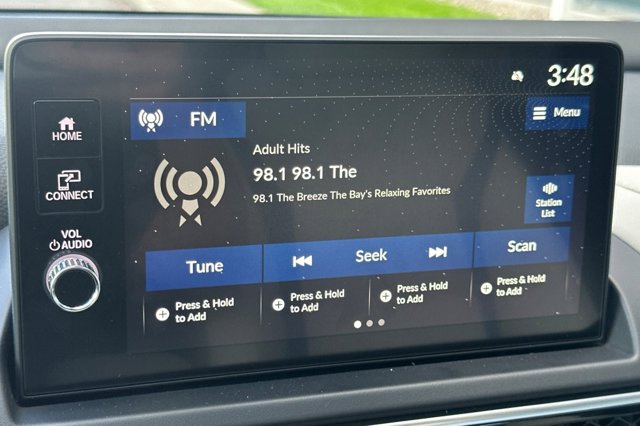 3:48
HOME
FM
Menu
Adult Hits
98.1 98.1 The
98.1 The Breeze The Bay's Relaxing Favorites
CONNECT
Station
List
VOL
AUDIO
Tune
Seek
Scan
Press & Hold
to Add
Press & Hold
to Add
Press & Hold
to Add
Press & Hold
to Add